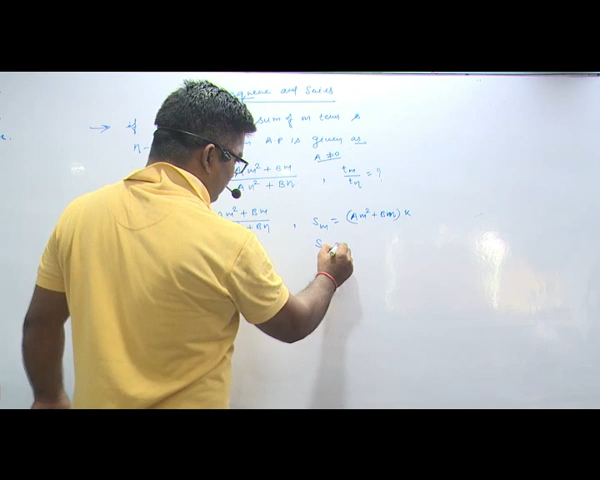 quence and Series
→ if sum of m terms &
n- A P is given as
A ≠ 0
Am² + Bm / An² + Bn , tm/tn = ?
Am² + Bm / ² + Bn , Sm = (Am² + Bm) K
S